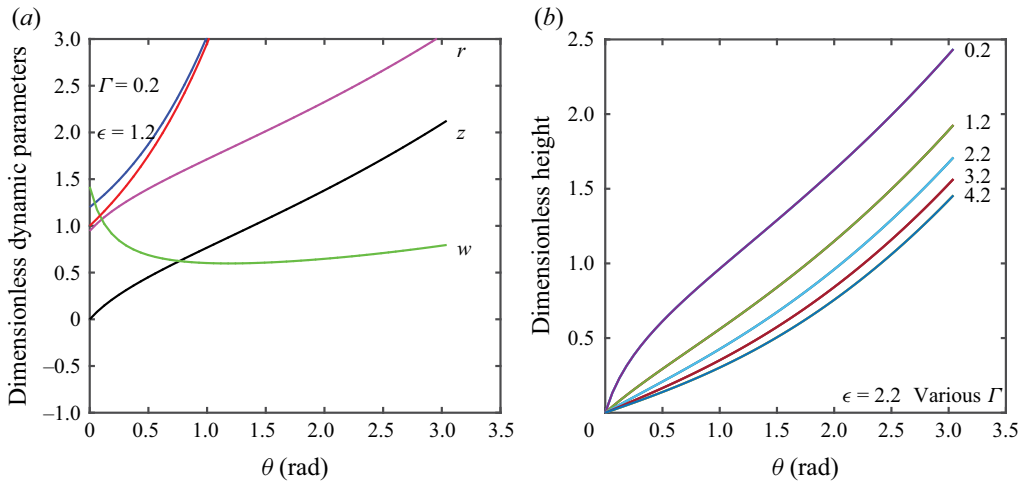 (a)
Dimensionless dynamic parameters
3.0
2.5
2.0
1.5
1.0
0.5
0
–0.5
–1.0
Γ = 0.2
ϵ = 1.2
r
z
w
0 0.5 1.0 1.5 2.0 2.5 3.0 3.5
θ (rad)
(b)
Dimensionless height
2.5
2.0
1.5
1.0
0.5
0.2
1.2
2.2
3.2
4.2
ϵ = 2.2 Various Γ
0 0.5 1.0 1.5 2.0 2.5 3.0 3.5
θ (rad)